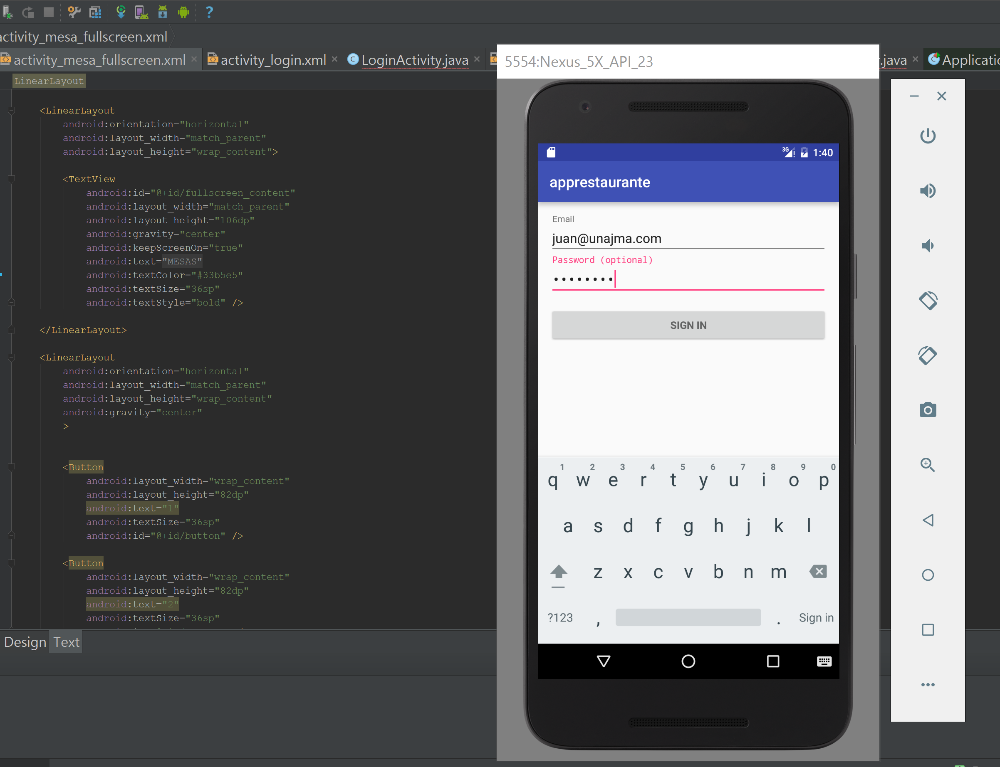 activity_mesa_fullscreen.xml
activity_mesa_fullscreen.xml
activity_login.xml
LoginActivity.java
.java
Applicatio
LinearLayout
<LinearLayout
android:orientation="horizontal"
android:layout_width="match_parent"
android:layout_height="wrap_content">
<TextView
android:id="@+id/fullscreen_content"
android:layout_width="match_parent"
android:layout_height="106dp"
android:gravity="center"
android:keepScreenOn="true"
android:text="MESAS"
android:textColor="#33b5e5"
android:textSize="36sp"
android:textStyle="bold" />
</LinearLayout>
<LinearLayout
android:orientation="horizontal"
android:layout_width="match_parent"
android:layout_height="wrap_content"
android:gravity="center"
>
<Button
android:layout_width="wrap_content"
android:layout_height="82dp"
android:text="1"
android:textSize="36sp"
android:id="@+id/button" />
<Button
android:layout_width="wrap_content"
android:layout_height="82dp"
android:text="2"
android:textSize="36sp"
Design Text
5554:Nexus_5X_API_23
3G 1:40
apprestaurante
Email
juan@unajma.com
Password (optional)
••••••••
SIGN IN
1 2 3 4 5 6 7 8 9 0
q w e r t y u i o p
a s d f g h j k l
z x c v b n m
?123 , . Sign in